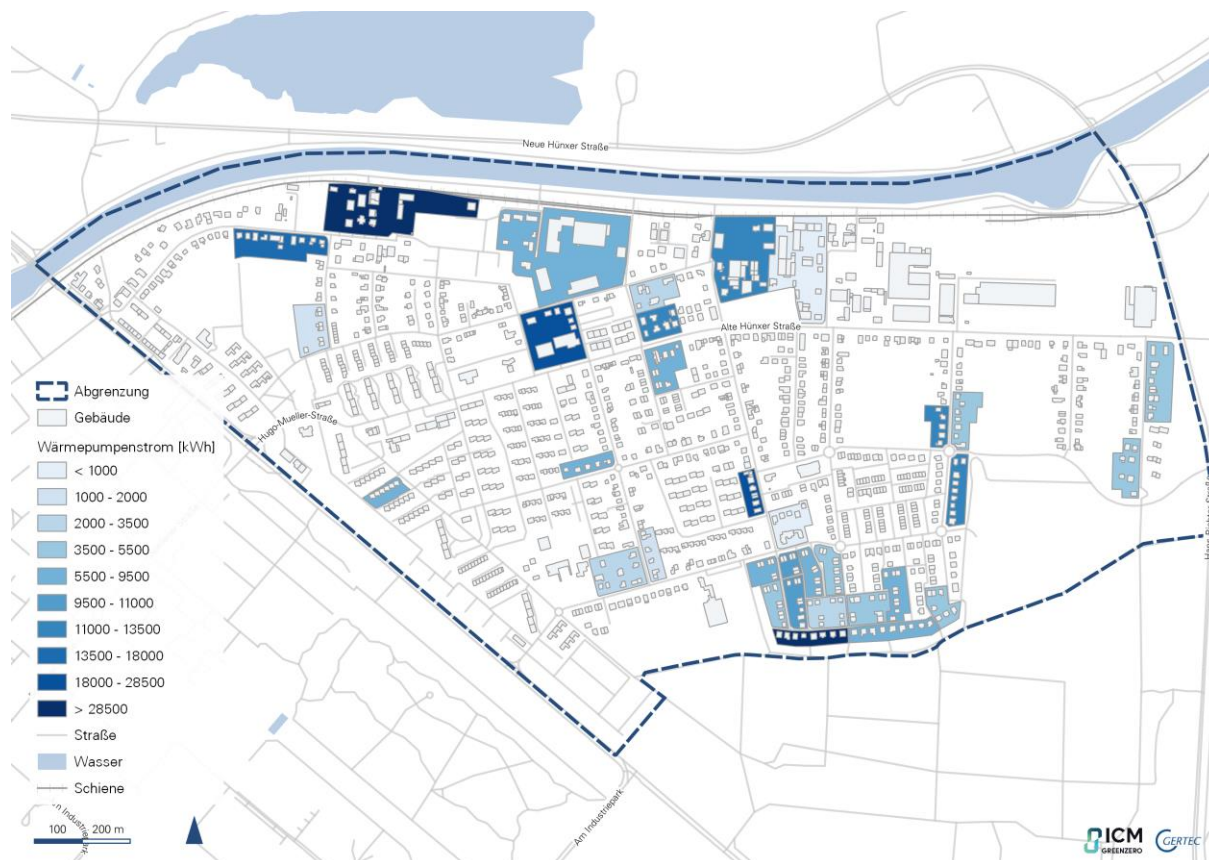 Neue Hünxer Straße
Alte Hünxer Straße
Hugo-Mueller-Straße
Abgrenzung
Gebäude
Wärmepumpenstrom [kWh]
< 1000
1000 - 2000
2000 - 3500
3500 - 5500
5500 - 9500
9500 - 11000
11000 - 13500
13500 - 18000
18000 - 28500
> 28500
Straße
Wasser
Schiene
100 200 m
Am Industriepark
ICM
GREENZERO
GERTEC